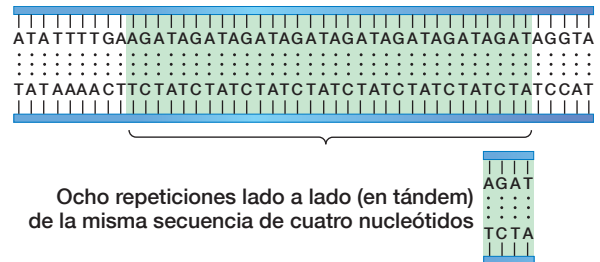 ATATTTTGAAGATAGATAGATAGATAGATAGATAGATAGATAGGTA
TATAAAACTTCTATCTATCTATCTATCTATCTATCTATCTATCCAT
Ocho repeticiones lado a lado (en tándem)
de la misma secuencia de cuatro nucleótidos
AGAT
TCTA